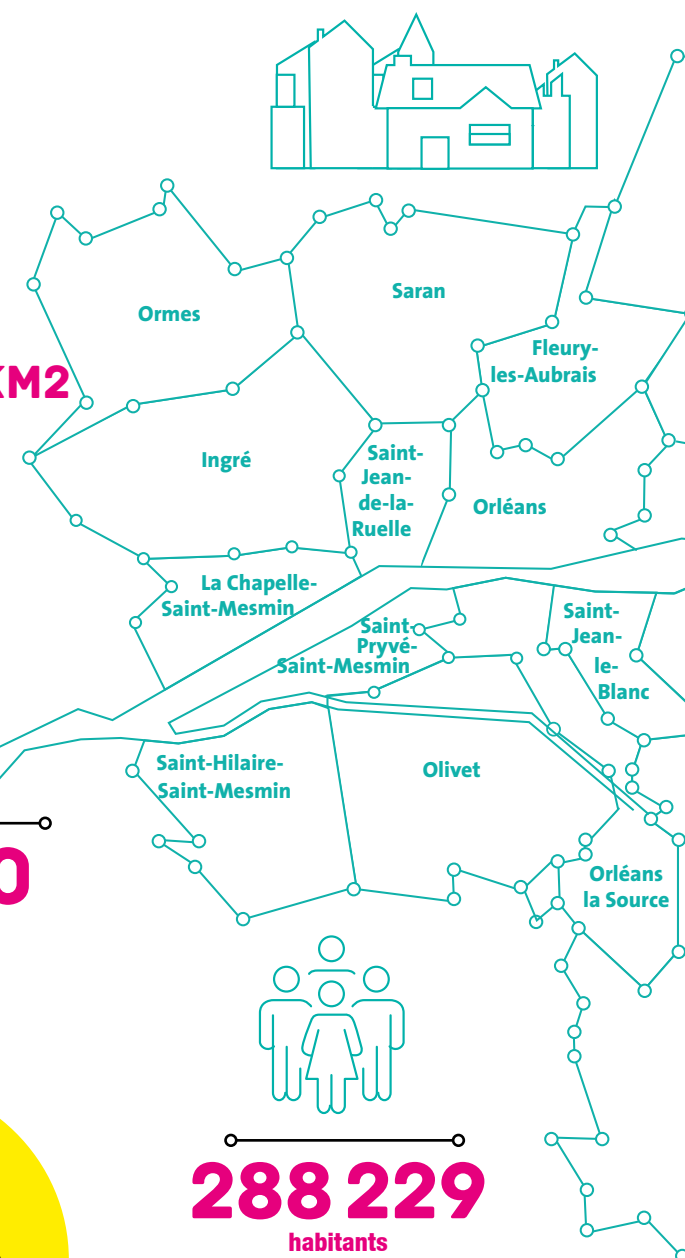 Saran
Ormes
Fleury-
les-Aubrais
KM2
Ingré
Saint-
Jean-
de-la-
Ruelle
Orléans
La Chapelle-
Saint-Mesmin
Saint-
Pryvé-
Saint-Mesmin
Saint-
Jean-
le-
Blanc
Saint-Hilaire-
Saint-Mesmin
Olivet
0
Orléans
la Source
288 229
habitants